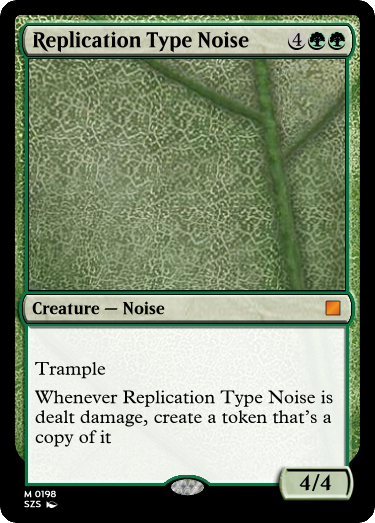 Replication Type Noise 4
Creature — Noise
Trample
Whenever Replication Type Noise is
dealt damage, create a token that's a
copy of it
4/4
M 0198
SZS